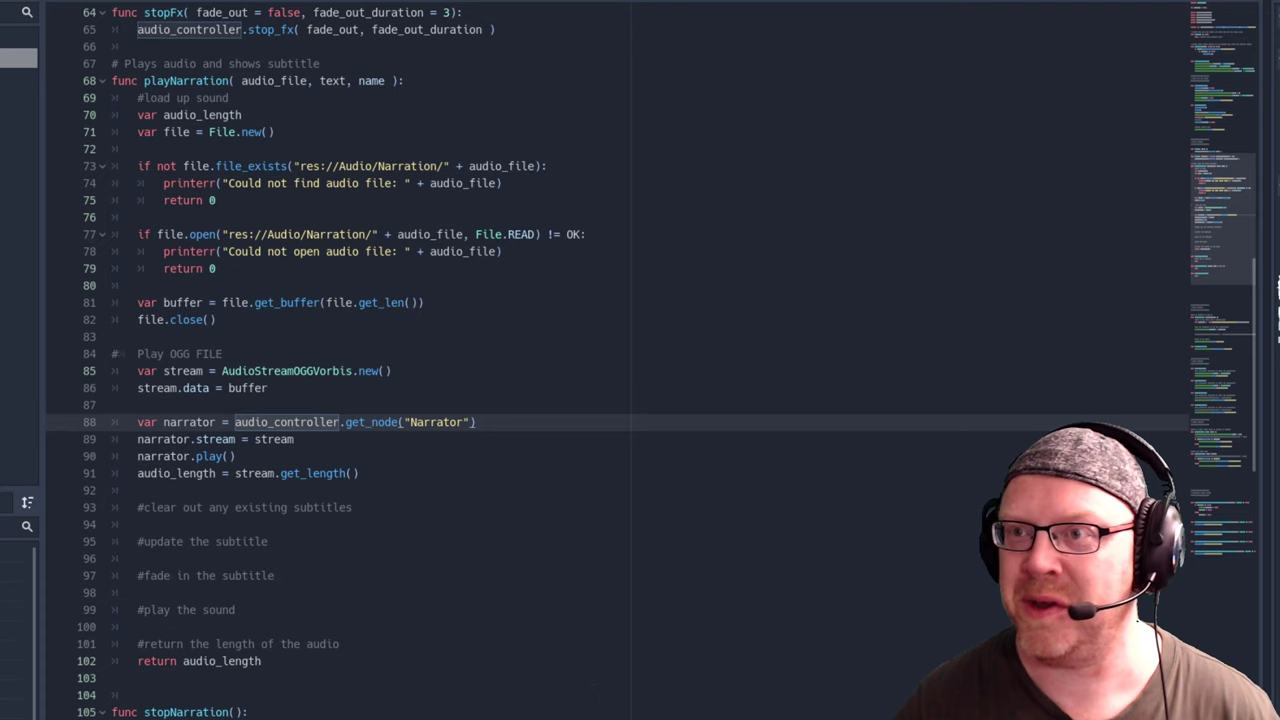 64 func stopFx( fade_out = false, fade_out_duration = 3):
65 audio_controller.stop_fx( fade_out, fade_out_duration )
66
67 # Plays audio and shows subtitle
68 func playNarration( audio_file, text, name ):
69 #load up sound
70 var audio_length
71 var file = File.new()
72
73 if not file.file_exists("res://Audio/Narration/" + audio_file):
74 printerr("Could not find audio file: " + audio_file)
75 return 0
76
77 if file.open("res://Audio/Narration/" + audio_file, File.READ) != OK:
78 printerr("Could not open audio file: " + audio_file)
79 return 0
80
81 var buffer = file.get_buffer(file.get_len())
82 file.close()
83
84 # Play OGG FILE
85 var stream = AudioStreamOGGVorbis.new()
86 stream.data = buffer
87
88 var narrator = audio_controller.get_node("Narrator")
89 narrator.stream = stream
90 narrator.play()
91 audio_length = stream.get_length()
92
93 #clear out any existing subtitles
94
95 #update the subtitle
96
97 #fade in the subtitle
98
99 #play the sound
100
101 #return the length of the audio
102 return audio_length
103
104
105 func stopNarration():